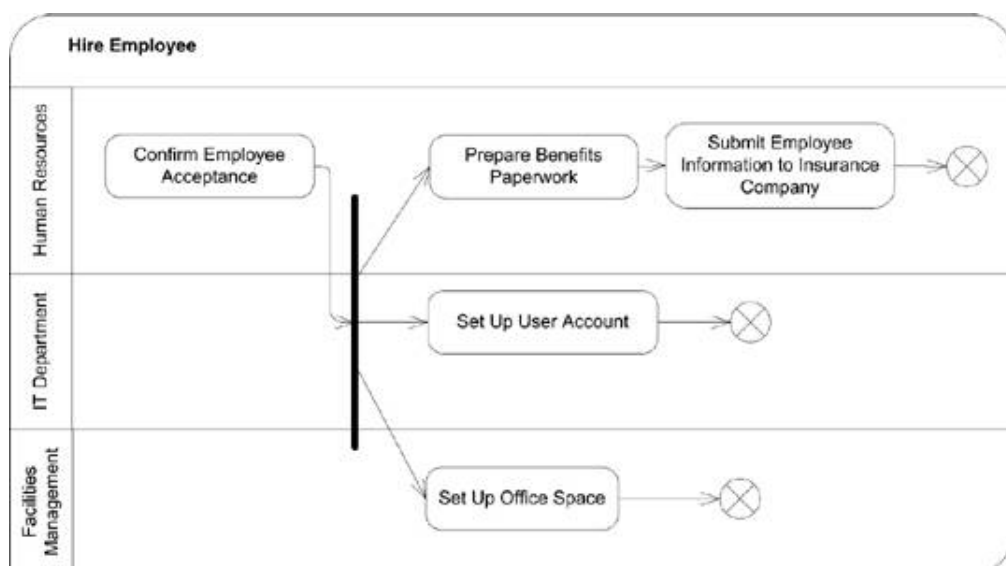 Hire Employee
Human Resources
Confirm Employee
Acceptance
Prepare Benefits
Paperwork
Submit Employee
Information to Insurance
Company
IT Department
Set Up User Account
Facilities
Management
Set Up Office Space